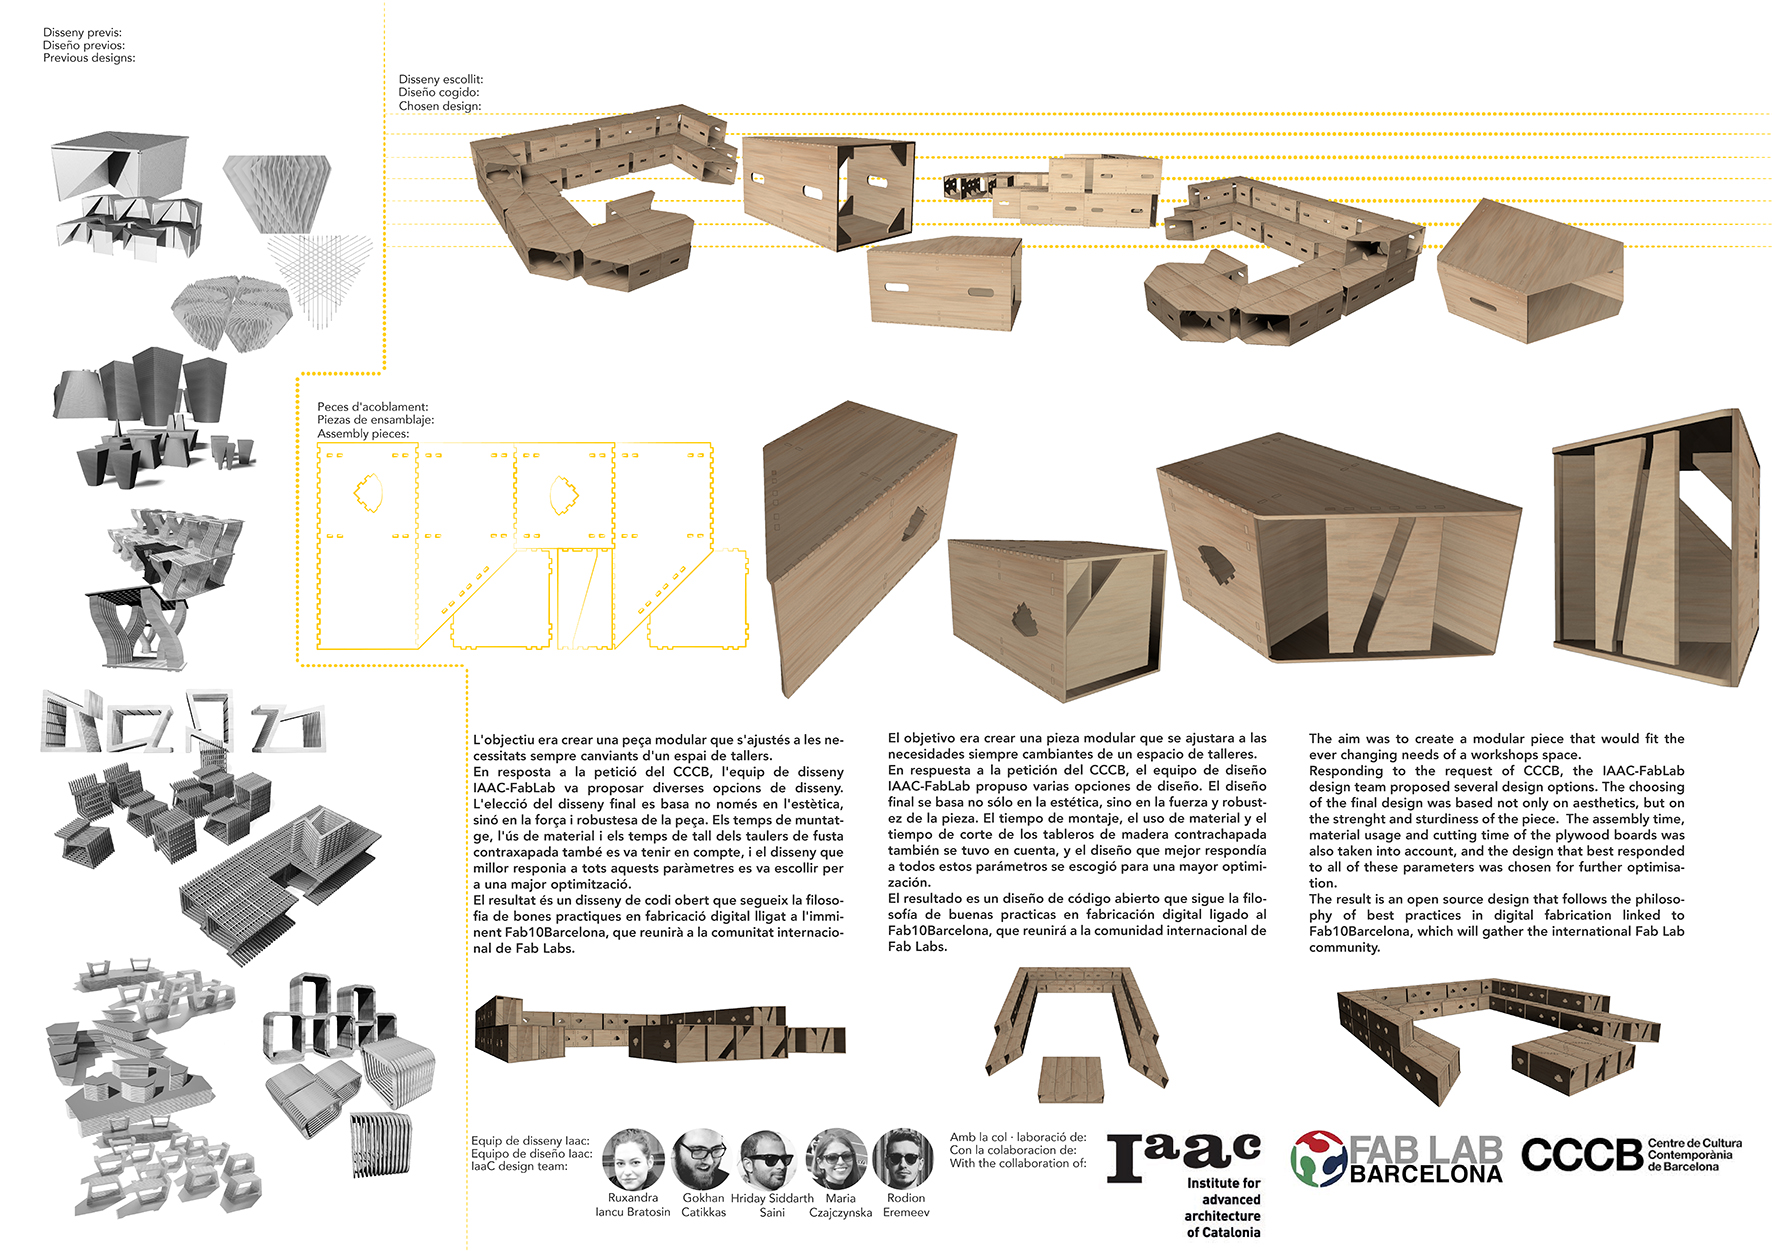 Disseny previs:
Diseño previos:
Previous designs:
Disseny escollit:
Diseño cogido:
Chosen design:
Peces d'acoblament:
Piezas de ensamblaje:
Assembly pieces:
L'objectiu era crear una peça modular que s'ajustés a les ne-
cessitats sempre canviants d'un espai de tallers.
En resposta a la petició del CCCB, l'equip de disseny
IAAC-FabLab va proposar diverses opcions de disseny.
L'elecció del disseny final es basa no només en l'estètica,
sinó en la força i robustesa de la peça. Els temps de muntat-
ge, l'ús de material i els temps de tall dels taulers de fusta
contraxapada també es va tenir en compte, i el disseny que
millor responia a tots aquests paràmetres es va escollir per
a una major optimització.
El resultat és un disseny de codi obert que segueix la filoso-
fia de bones practiques en fabricació digital lligat a l'immi-
nent Fab10Barcelona, que reunirà a la comunitat internacio-
nal de Fab Labs.
El objetivo era crear una pieza modular que se ajustara a las
necesidades siempre cambiantes de un espacio de talleres.
En respuesta a la petición del CCCB, el equipo de diseño
IAAC-FabLab propuso varias opciones de diseño. El diseño
final se basa no sólo en la estética, sino en la fuerza y robust-
ez de la pieza. El tiempo de montaje, el uso de material y el
tiempo de corte de los tableros de madera contrachapada
también se tuvo en cuenta, y el diseño que mejor respondía
a todos estos parámetros se escogió para una mayor optimi-
zación.
El resultado es un diseño de código abierto que sigue la filo-
sofía de buenas practicas en fabricación digital ligado al
Fab10Barcelona, que reunirá a la comunidad internacional de
Fab Labs.
The aim was to create a modular piece that would fit the
ever changing needs of a workshops space.
Responding to the request of CCCB, the IAAC-FabLab
design team proposed several design options. The choosing
of the final design was based not only on aesthetics, but on
the strenght and sturdiness of the piece. The assembly time,
material usage and cutting time of the plywood boards was
also taken into account, and the design that best responded
to all of these parameters was chosen for further optimisa-
tion.
The result is an open source design that follows the philoso-
phy of best practices in digital fabrication linked to
Fab10Barcelona, which will gather the international Fab Lab
community.
Equip de disseny Iaac:
Equipo de diseño Iaac:
IaaC design team:
Ruxandra
Iancu Bratosin
Gokhan
Catikkas
Hriday Siddarth
Saini
Maria
Czajczynska
Rodion
Eremeev
Amb la col · laboració de:
Con la colaboracion de:
With the collaboration of:
Iaac
Institute for
advanced
architecture
of Catalonia
FAB LAB
BARCELONA
CCCB
Centre de Cultura
Contemporània
de Barcelona